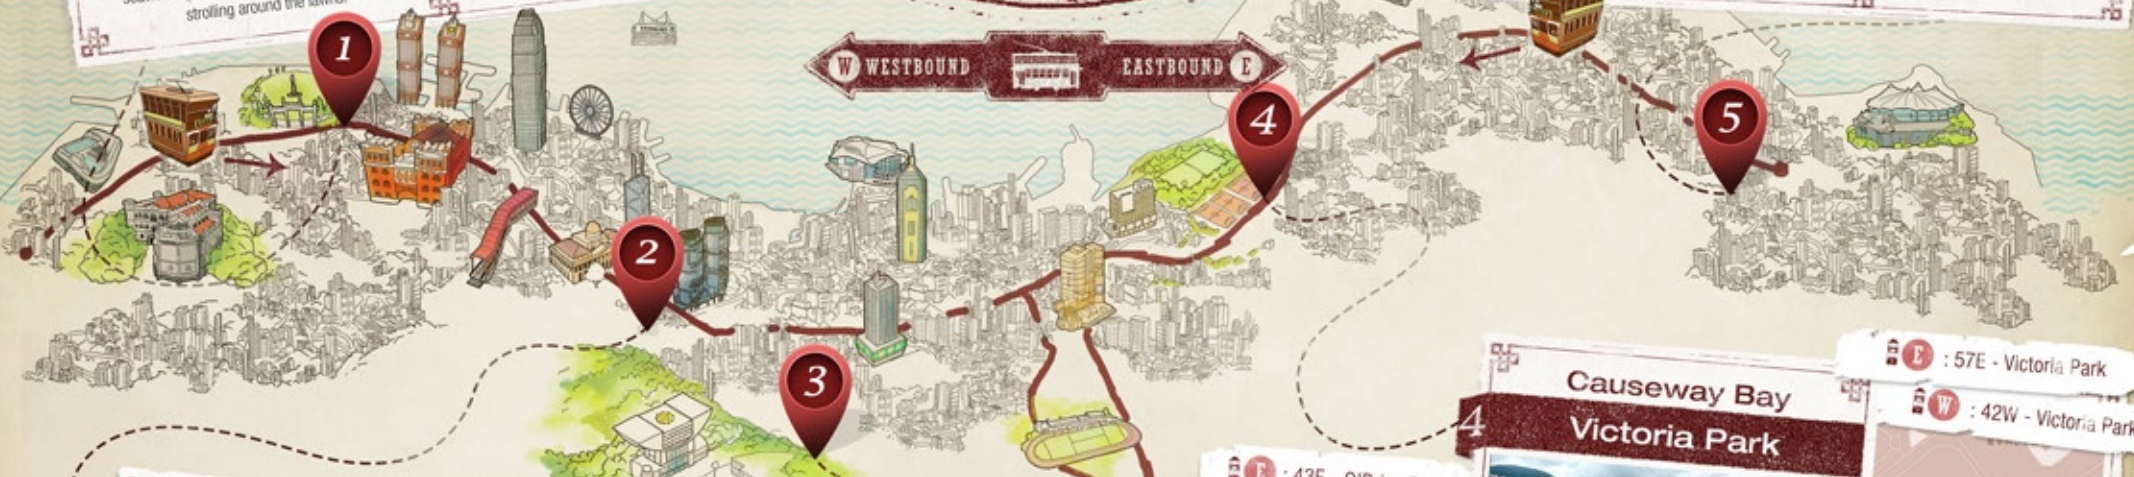 strolling around the lawns.
1
W WESTBOUND
EASTBOUND E
4
5
2
3
E : 57E - Victoria Park
W : 42W - Victoria Park
Causeway Bay
4
Victoria Park
E : 43E -